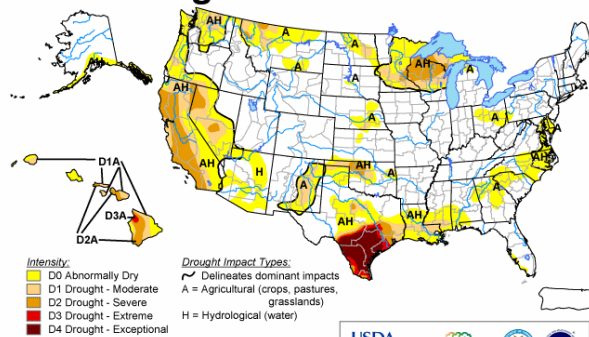 AH
A
A
AH
A
AH
A
A
AH
A
A
A
AH
AH
H
A
AH
A
A
AH
AH
D1A
D3A
D2A
Intensity:
D0 Abnormally Dry
D1 Drought - Moderate
D2 Drought - Severe
D3 Drought - Extreme
D4 Drought - Exceptional
Drought Impact Types:
Delineates dominant impacts
A = Agricultural (crops, pastures,
grasslands)
H = Hydrological (water)
USDA